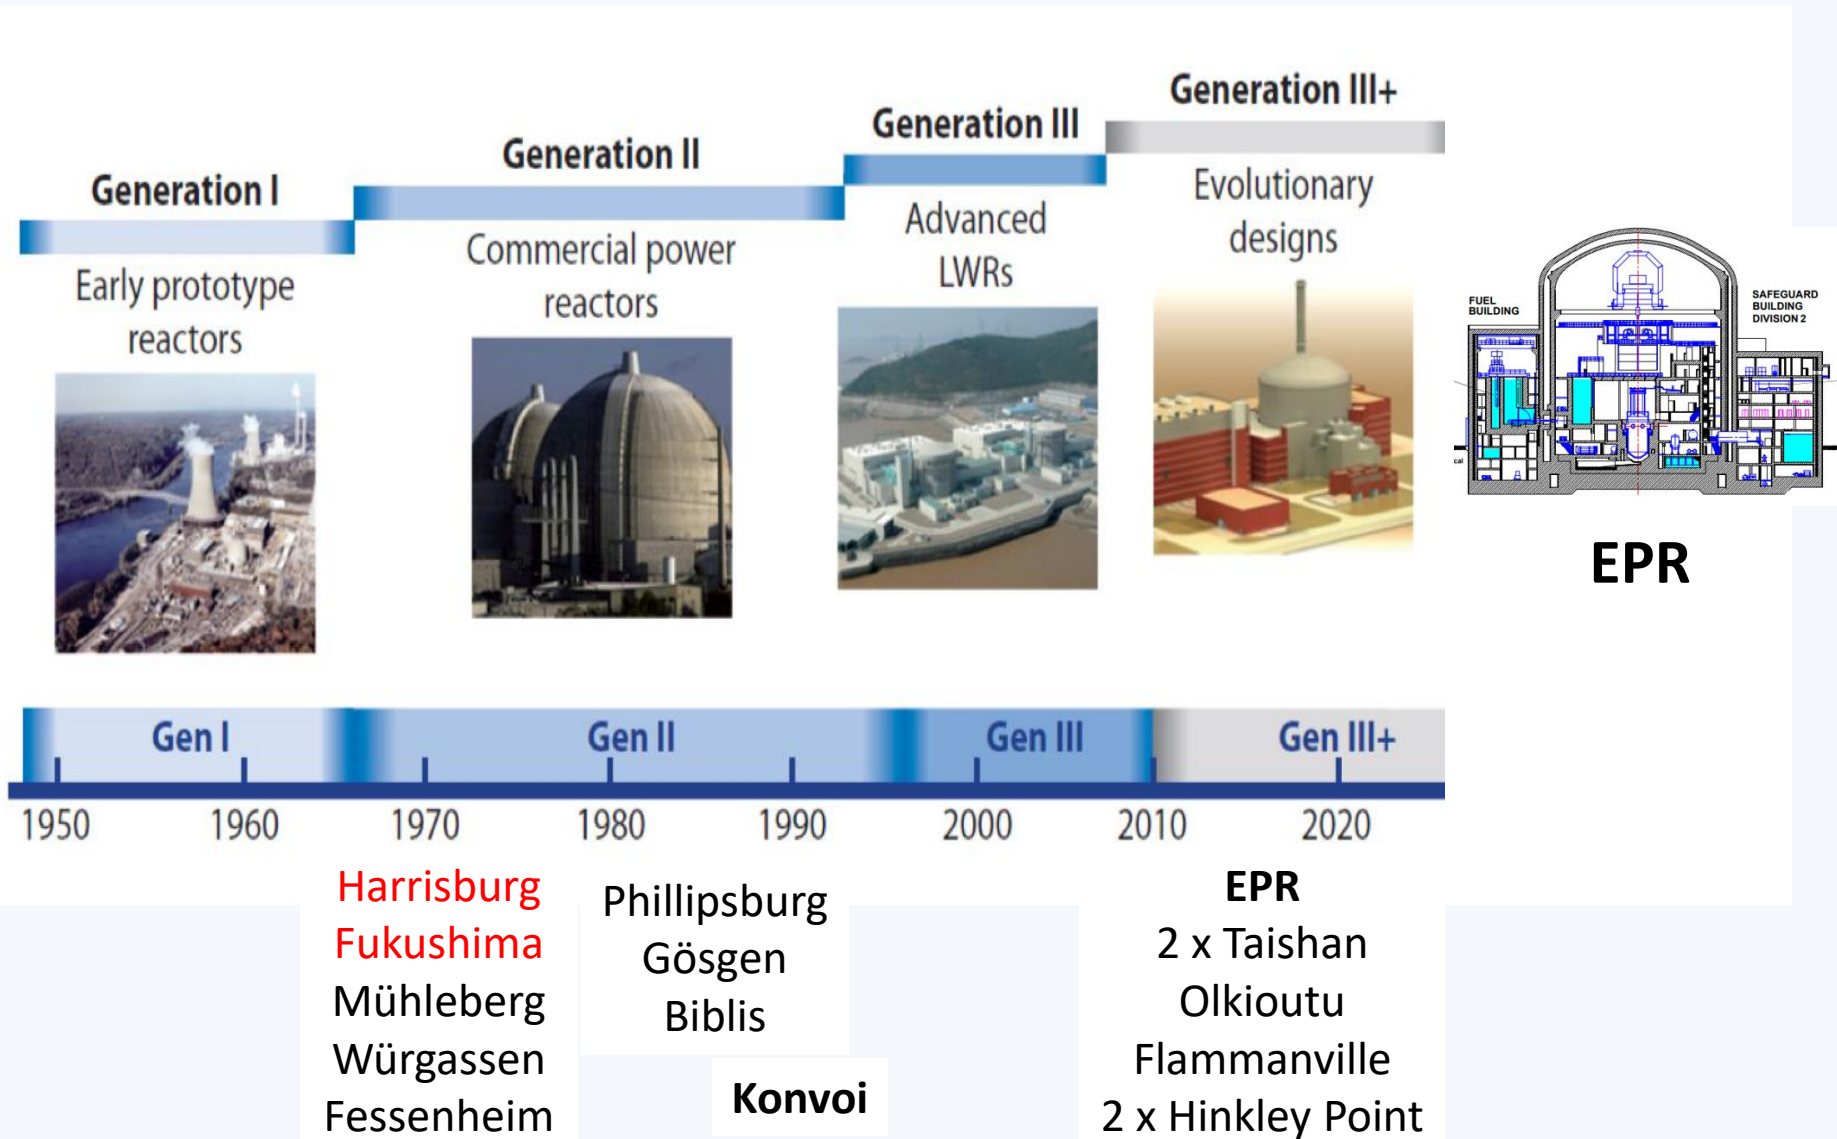 Generation I
Early prototype
reactors
Generation II
Commercial power
reactors
Generation III
Advanced
LWRs
Generation III+
Evolutionary
designs
FUEL
BUILDING
SAFEGUARD
BUILDING
DIVISION 2
cal
EPR
Gen I
Gen II
Gen III
Gen III+
1950
1960
1970
1980
1990
2000
2010
2020
Harrisburg
Fukushima
Mühleberg
Würgassen
Fessenheim
Phillipsburg
Gösgen
Biblis
Konvoi
EPR
2 x Taishan
Olkioutu
Flammanville
2 x Hinkley Point